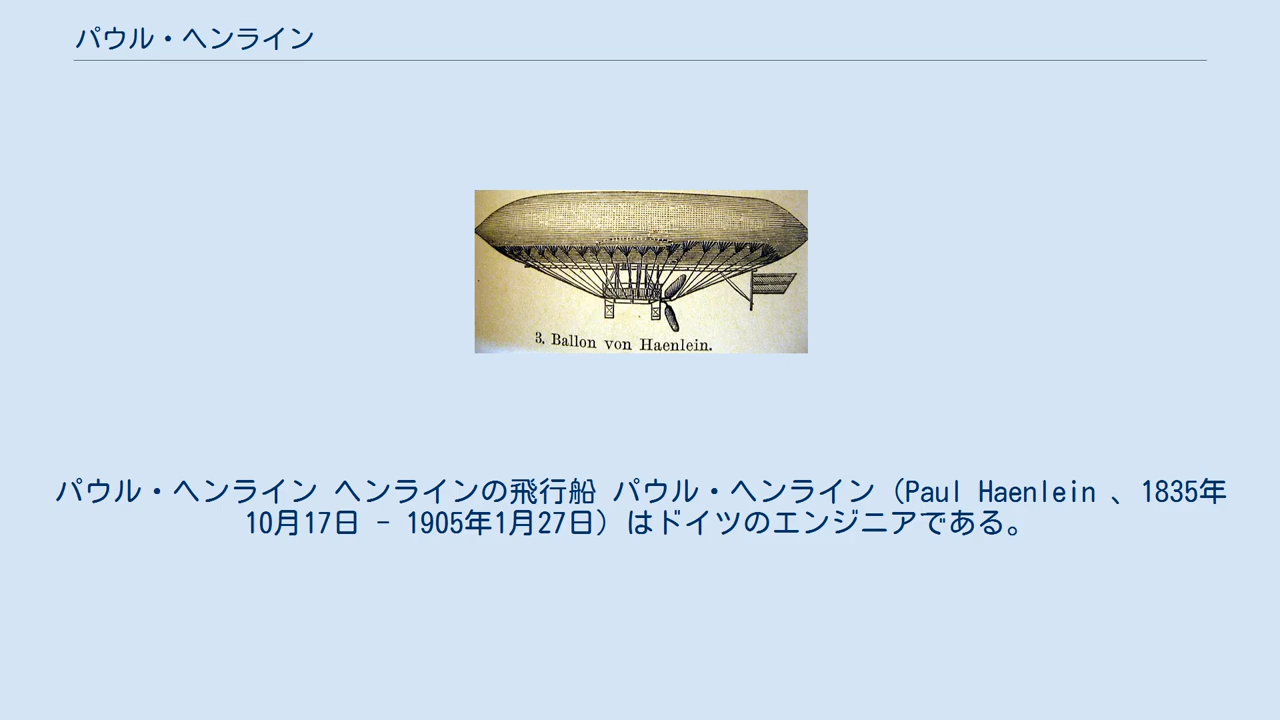 パウル・ヘンライン
3. Ballon von Haenlein.
パウル・ヘンライン ヘンラインの飛行船 パウル・ヘンライン（Paul Haenlein 、1835年
10月17日 - 1905年1月27日）はドイツのエンジニアである。